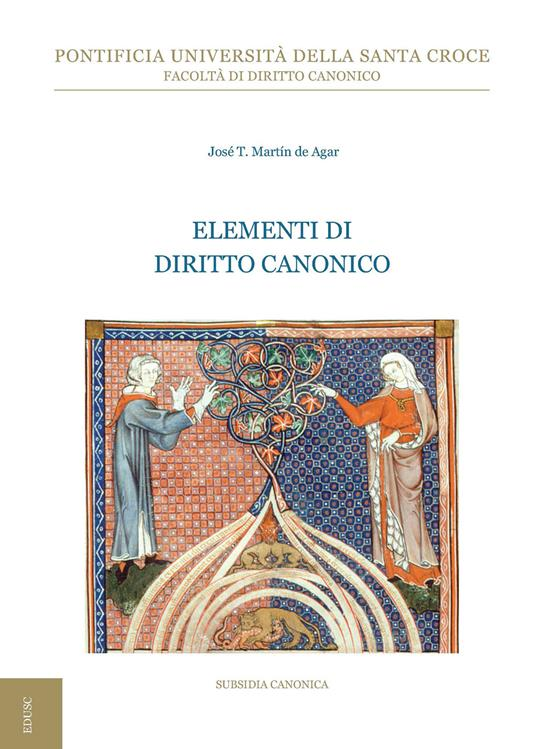 PONTIFICIA UNIVERSITÀ DELLA SANTA CROCE
FACOLTÀ DI DIRITTO CANONICO
José T. Martín de Agar
ELEMENTI DI
DIRITTO CANONICO
SUBSIDIA CANONICA
EDUSC